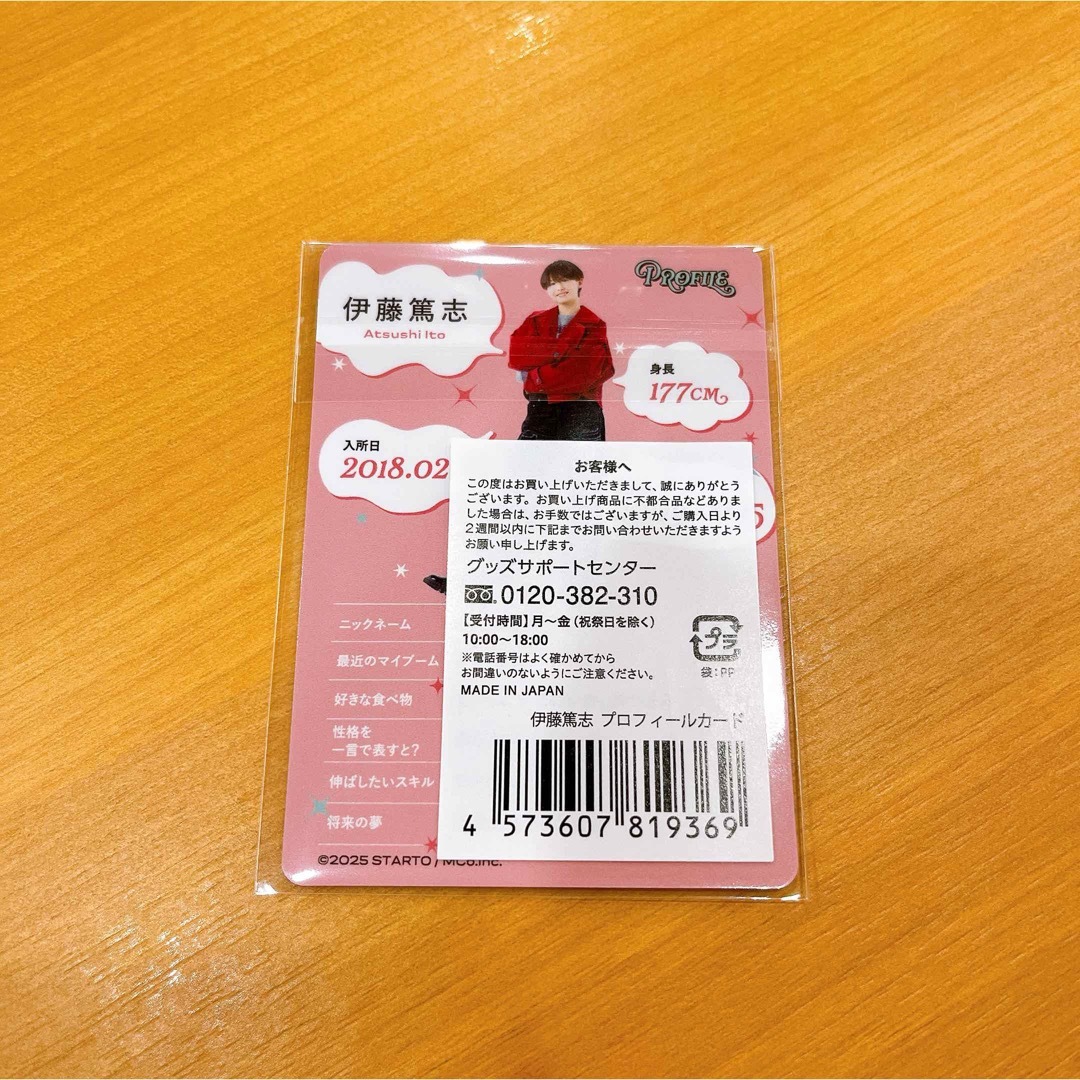 伊藤篤志
Atsushi Ito
PROFILE
身長
177CM
入所日
2018.02
5
ニックネーム
最近のマイブーム
好きな食べ物
性格を
一言で表すと?
伸ばしたいスキル
将来の夢
©2025 STARTO / MCo.Inc.
お客様へ
この度はお買い上げいただきまして、誠にありがとう
ございます。お買い上げ商品に不都合品などありま
した場合は、お手数ではございますが、ご購入日より
2週間以内に下記までお問い合わせいただきますよう
お願い申し上げます。
グッズサポートセンター
0120-382-310
【受付時間】月〜金(祝祭日を除く)
10:00〜18:00
※電話番号はよく確かめてから
お間違いのないようにご注意ください。
MADE IN JAPAN
プラ
袋:PP
伊藤篤志 プロフィールカード
4 573607 819369